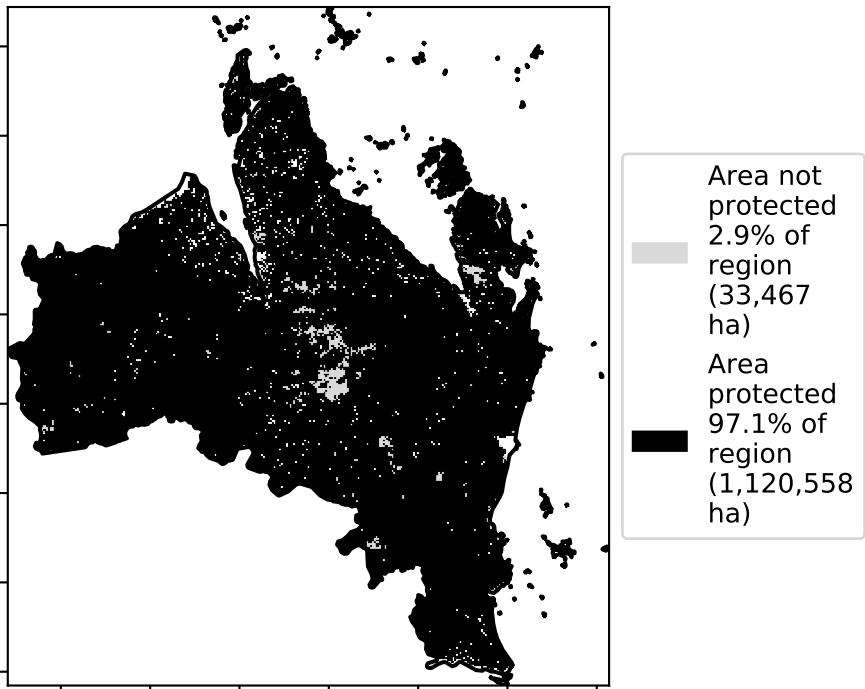 Area not
protected
2.9% of
region
(33,467
ha)
Area
protected
97.1% of
region
(1,120,558
ha)